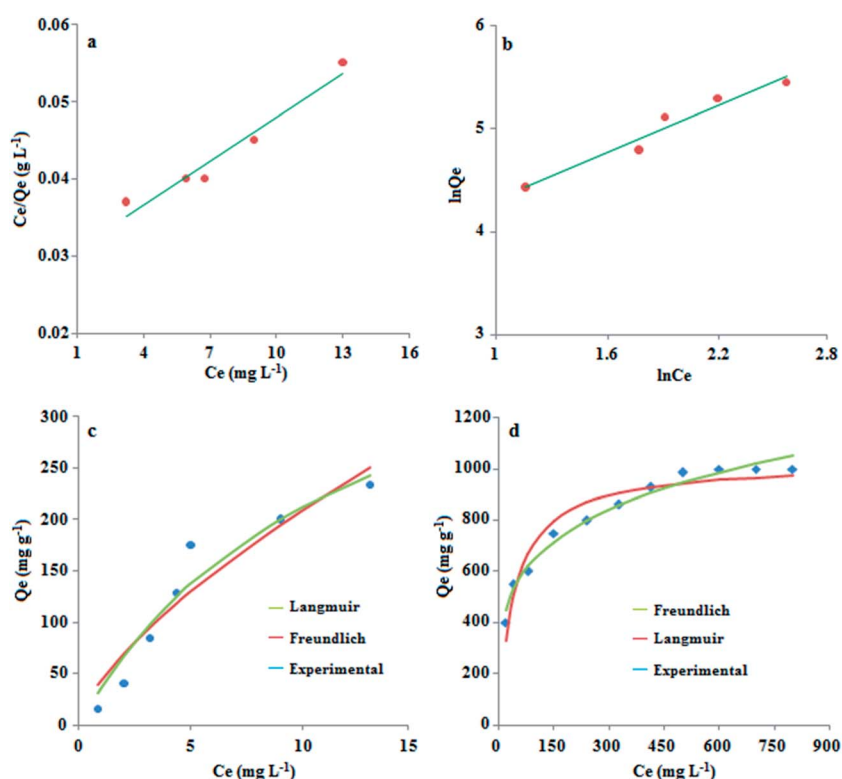 a
Ce/Qe (g L-1)
0.06
0.05
0.04
0.03
0.02
1
4
7
10
13
16
Ce (mg L-1)
b
lnQe
6
5
4
3
1
1.6
2.2
2.8
lnCe
c
Qe (mg g-1)
300
250
200
150
100
50
0
0
5
10
15
Ce (mg L-1)
Langmuir
Freundlich
Experimental
d
Qe (mg g-1)
1200
1000
800
600
400
200
0
0
150
300
450
600
750
900
Ce (mg L-1)
Freundlich
Langmuir
Experimental